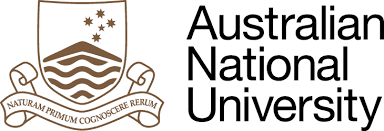 Australian
National
University
NATURAM PRIMUM COGNOSCERE RERUM